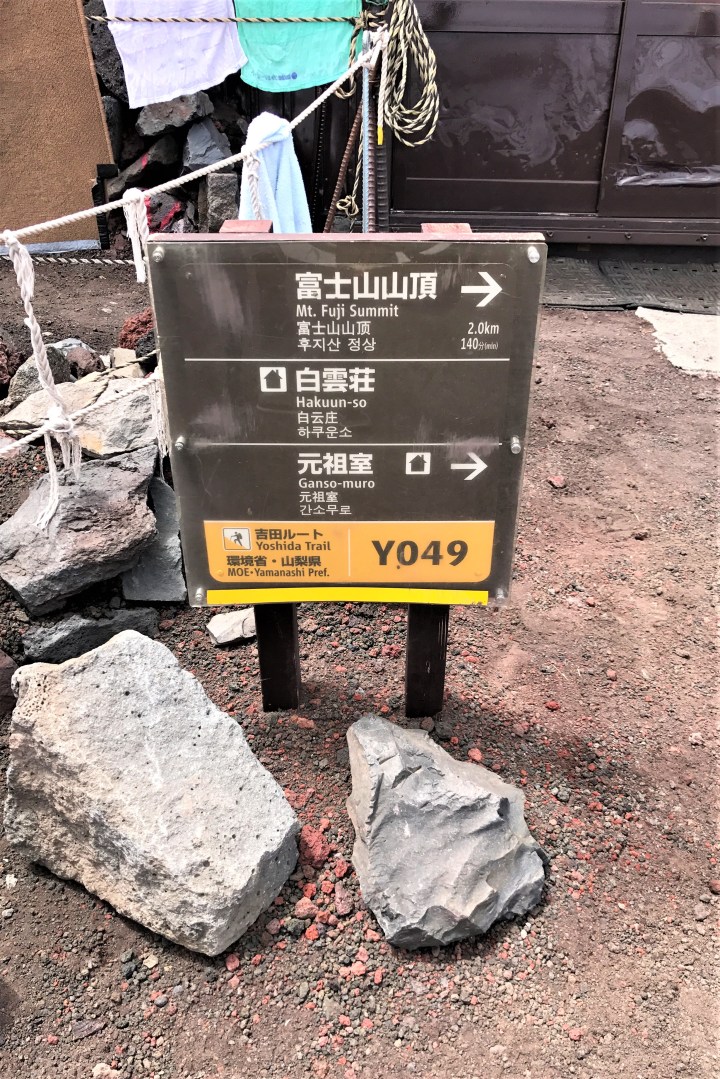 富士山山頂 →
Mt. Fuji Summit
富士山山顶 2.0km
후지산 정상 140分(min)
白雲荘
Hakuun-so
白云庄
하쿠운소
元祖室 →
Ganso-muro
元祖室
간소무로
吉田ルート
Yoshida Trail
環境省・山梨県
MOE・Yamanashi Pref.
Y049